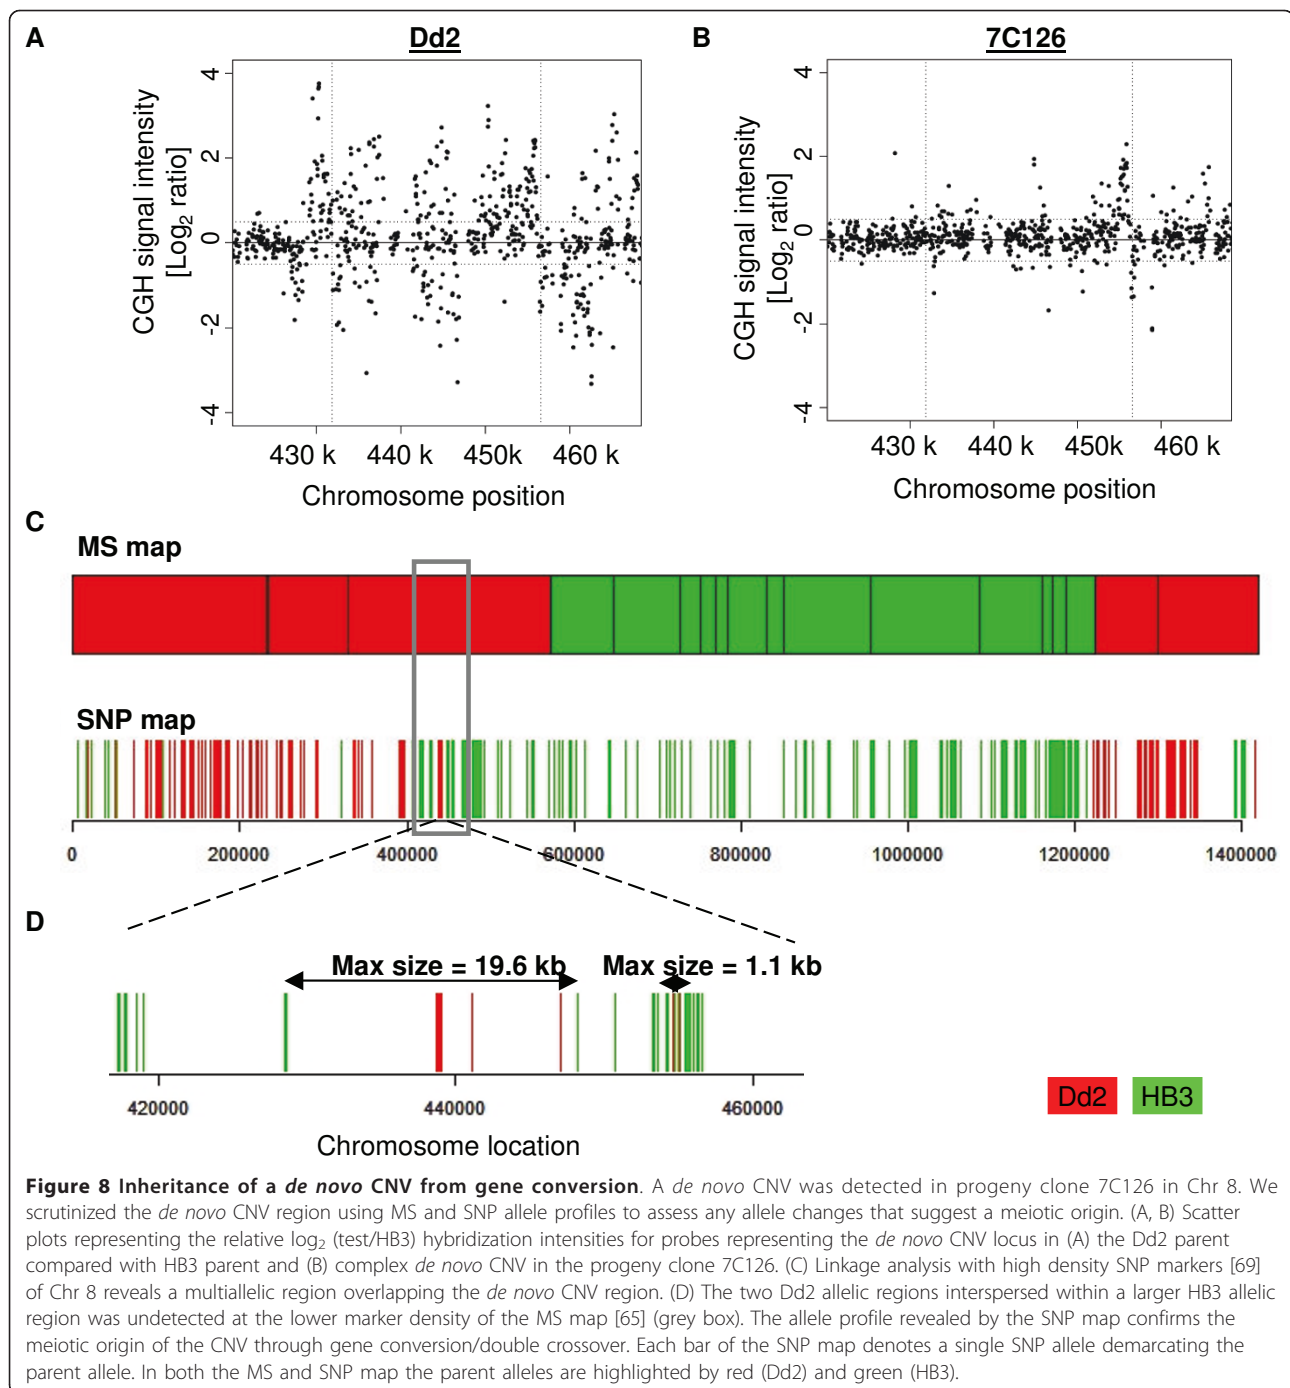 A
Dd2
CGH signal intensity
[Log2 ratio]
4
2
0
-2
-4
430 k 440 k 450k 460 k
Chromosome position
B
7C126
CGH signal intensity
[Log2 ratio]
4
2
0
-2
-4
430 k 440 k 450k 460 k
Chromosome position
C
MS map
SNP map
0 200000 400000 600000 800000 1000000 1200000 1400000
D
Max size = 19.6 kb Max size = 1.1 kb
420000 440000 460000
Chromosome location
Dd2 HB3
Figure 8 Inheritance of a de novo CNV from gene conversion. A de novo CNV was detected in progeny clone 7C126 in Chr 8. We
scrutinized the de novo CNV region using MS and SNP allele profiles to assess any allele changes that suggest a meiotic origin. (A, B) Scatter
plots representing the relative log2 (test/HB3) hybridization intensities for probes representing the de novo CNV locus in (A) the Dd2 parent
compared with HB3 parent and (B) complex de novo CNV in the progeny clone 7C126. (C) Linkage analysis with high density SNP markers [69]
of Chr 8 reveals a multiallelic region overlapping the de novo CNV region. (D) The two Dd2 allelic regions interspersed within a larger HB3 allelic
region was undetected at the lower marker density of the MS map [65] (grey box). The allele profile revealed by the SNP map confirms the
meiotic origin of the CNV through gene conversion/double crossover. Each bar of the SNP map denotes a single SNP allele demarcating the
parent allele. In both the MS and SNP map the parent alleles are highlighted by red (Dd2) and green (HB3).